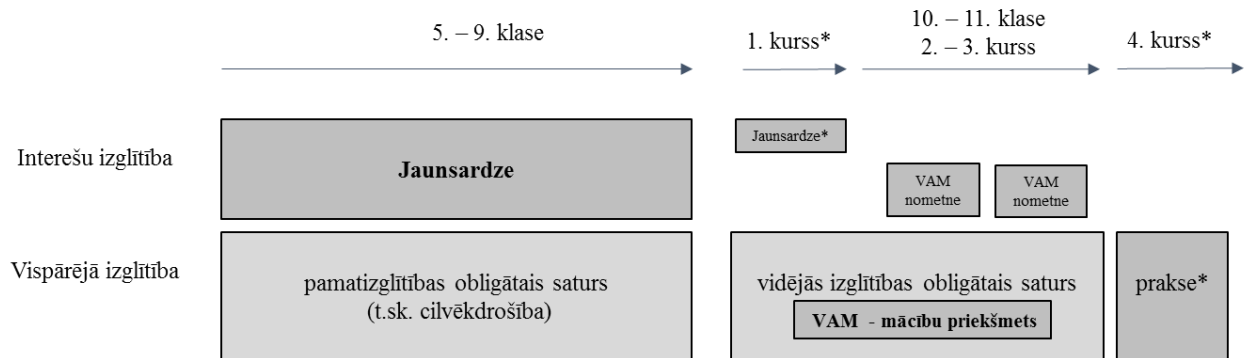 5. – 9. klase
1. kurss*
10. – 11. klase
2. – 3. kurss
4. kurss*
Interešu izglītība
Jaunsardze
Jaunsardze*
VAM
nometne
VAM
nometne
Vispārējā izglītība
pamatizglītības obligātais saturs
(t.sk. cilvēkdrošība)
vidējās izglītības obligātais saturs
VAM - mācību priekšmets
prakse*